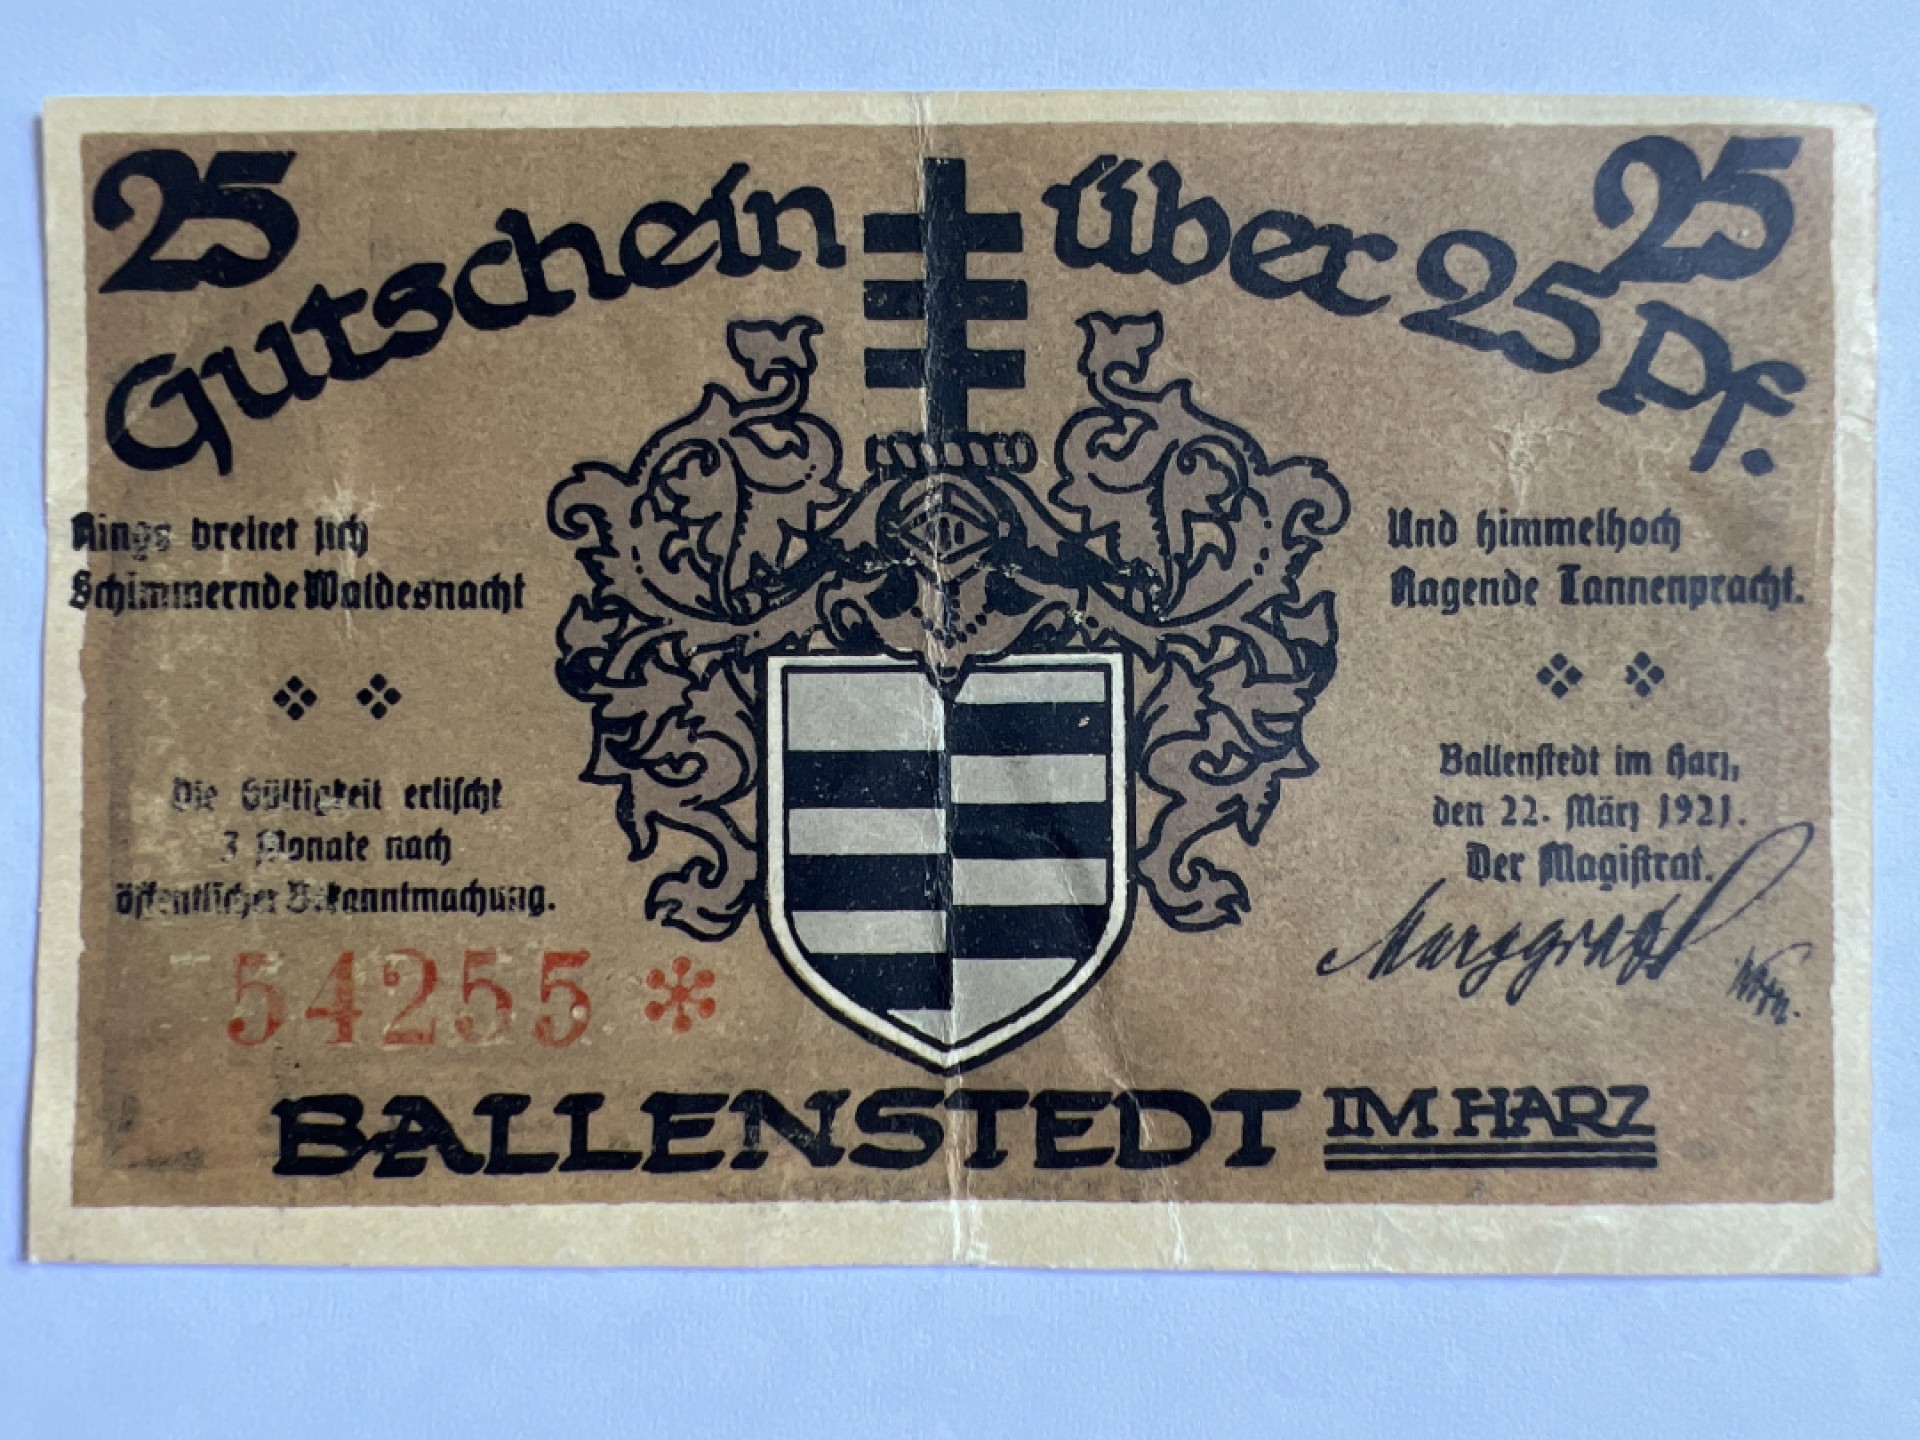 25
25
Gutschein über 25 Pf.
Rings breitet sich
Schimmernde Waldesnacht
Und himmelhoch
Ragende Tannenpracht.
Die Gültigkeit erlischt
3 Monate nach
öffentlicher Bekanntmachung.
54255 *
Ballenstedt im Harz,
den 22. März 1921.
Der Magistrat.
Marggraf
BALLENSTEDT IM HARZ